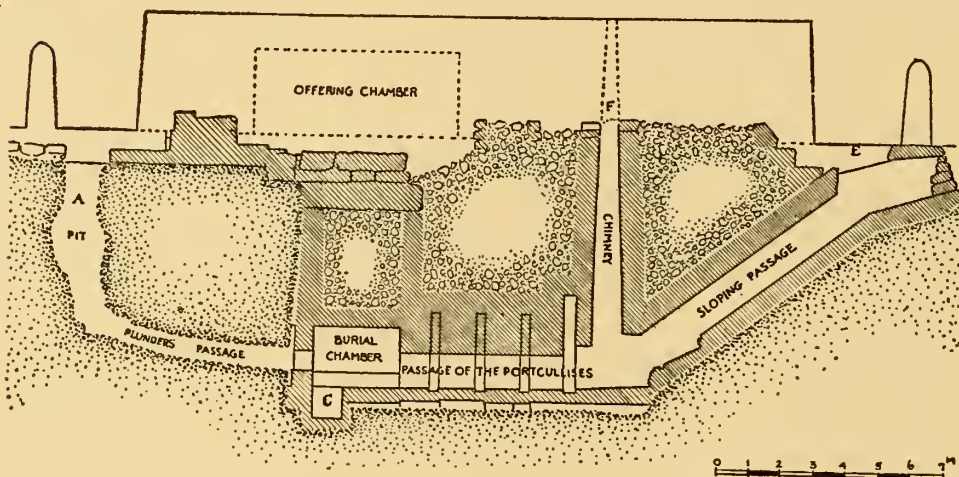 OFFERING CHAMBER
F
E
A
PIT
CHIMNEY
SLOPING PASSAGE
PLUNDERS' PASSAGE
BURIAL
CHAMBER
PASSAGE OF THE PORTCULLISES
C
0 1 2 3 4 5 6 7 M